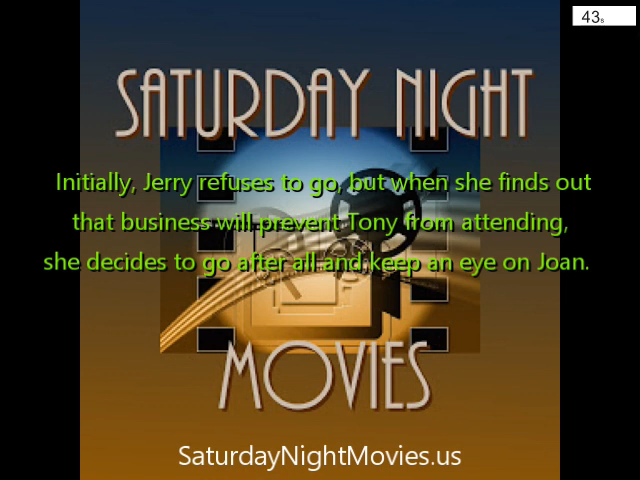 43s
SATURDAY NIGHT
Initially, Jerry refuses to go, but when she finds out
that business will prevent Tony from attending,
she decides to go after all and keep an eye on Joan.
MOVIES
SaturdayNightMovies.us